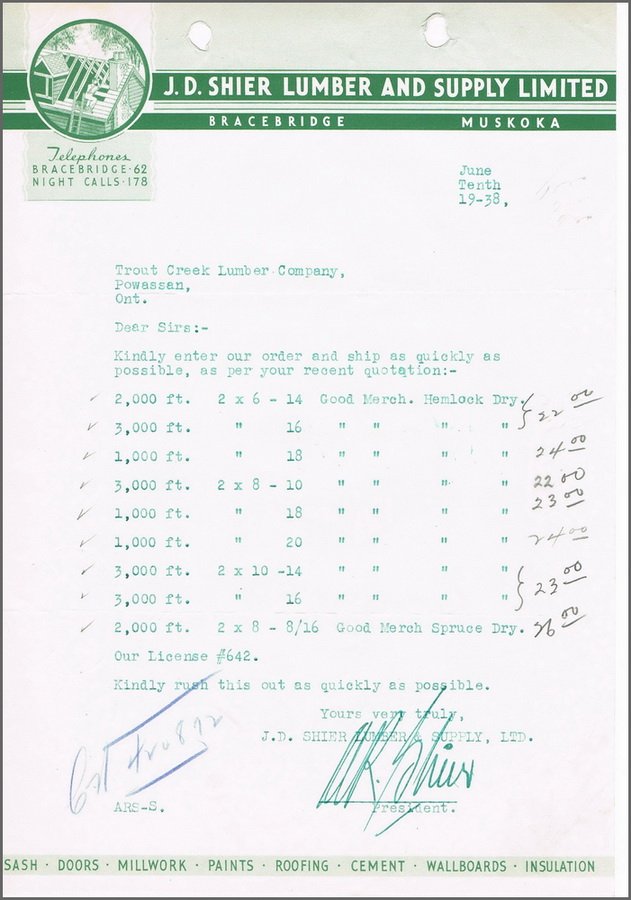 J. D. SHIER LUMBER AND SUPPLY LIMITED
BRACEBRIDGE MUSKOKA
Telephones
BRACEBRIDGE·62
NIGHT CALLS·178
June
Tenth
19-38,
Trout Creek Lumber Company,
Powassan,
Ont.
Dear Sirs:-
Kindly enter our order and ship as quickly as
possible, as per your recent quotation:-
2,000 ft. 2 x 6 - 14 Good Merch. Hemlock Dry. 22 00
3,000 ft. " 16 " " " "
1,000 ft. " 18 " " " " 24 00
3,000 ft. 2 x 8 - 10 " " " " 22 00
1,000 ft. " 18 " " " " 23 00
1,000 ft. " 20 " " " " 24 00
3,000 ft. 2 x 10 -14 " " " " 23 00
3,000 ft. " 16 " " " "
2,000 ft. 2 x 8 - 8/16 Good Merch Spruce Dry. 26 00
Our License #642.
Kindly rush this out as quickly as possible.
Yours very truly,
J.D. SHIER LUMBER & SUPPLY, LTD.
Shier
ARS-S. President.
SASH · DOORS · MILLWORK · PAINTS · ROOFING · CEMENT · WALLBOARDS · INSULATION